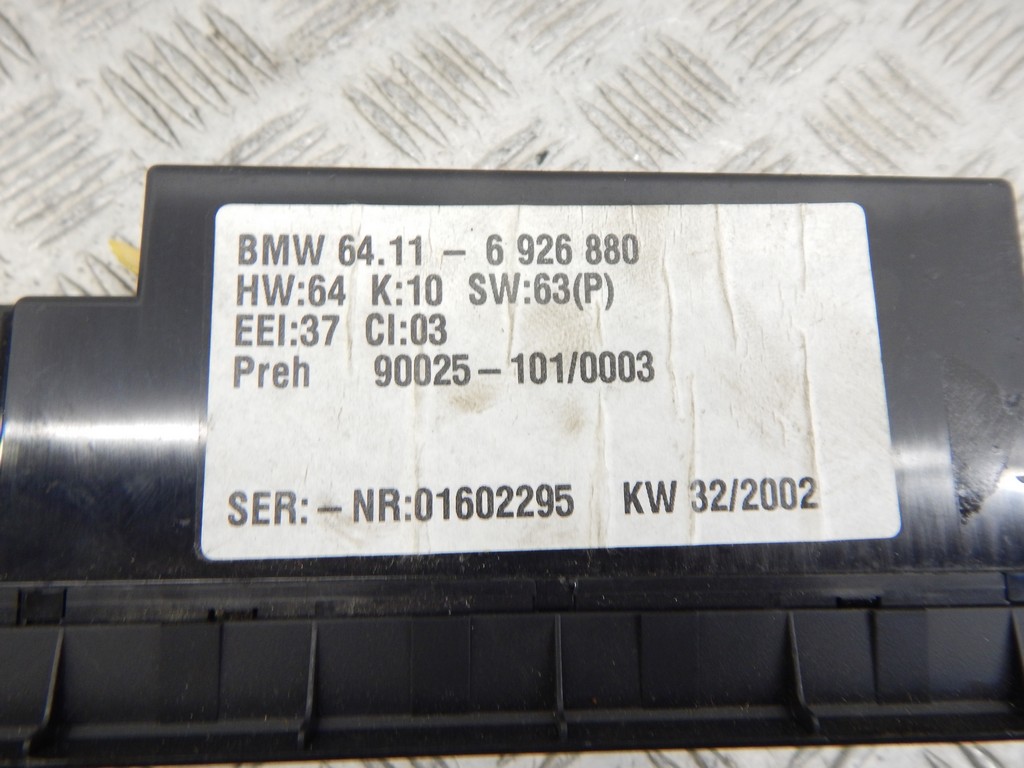 BMW 64.11 - 6 926 880
HW:64 K:10 SW:63(P)
EEI:37 CI:03
Preh 90025-101/0003
SER:-NR:01602295 KW 32/2002